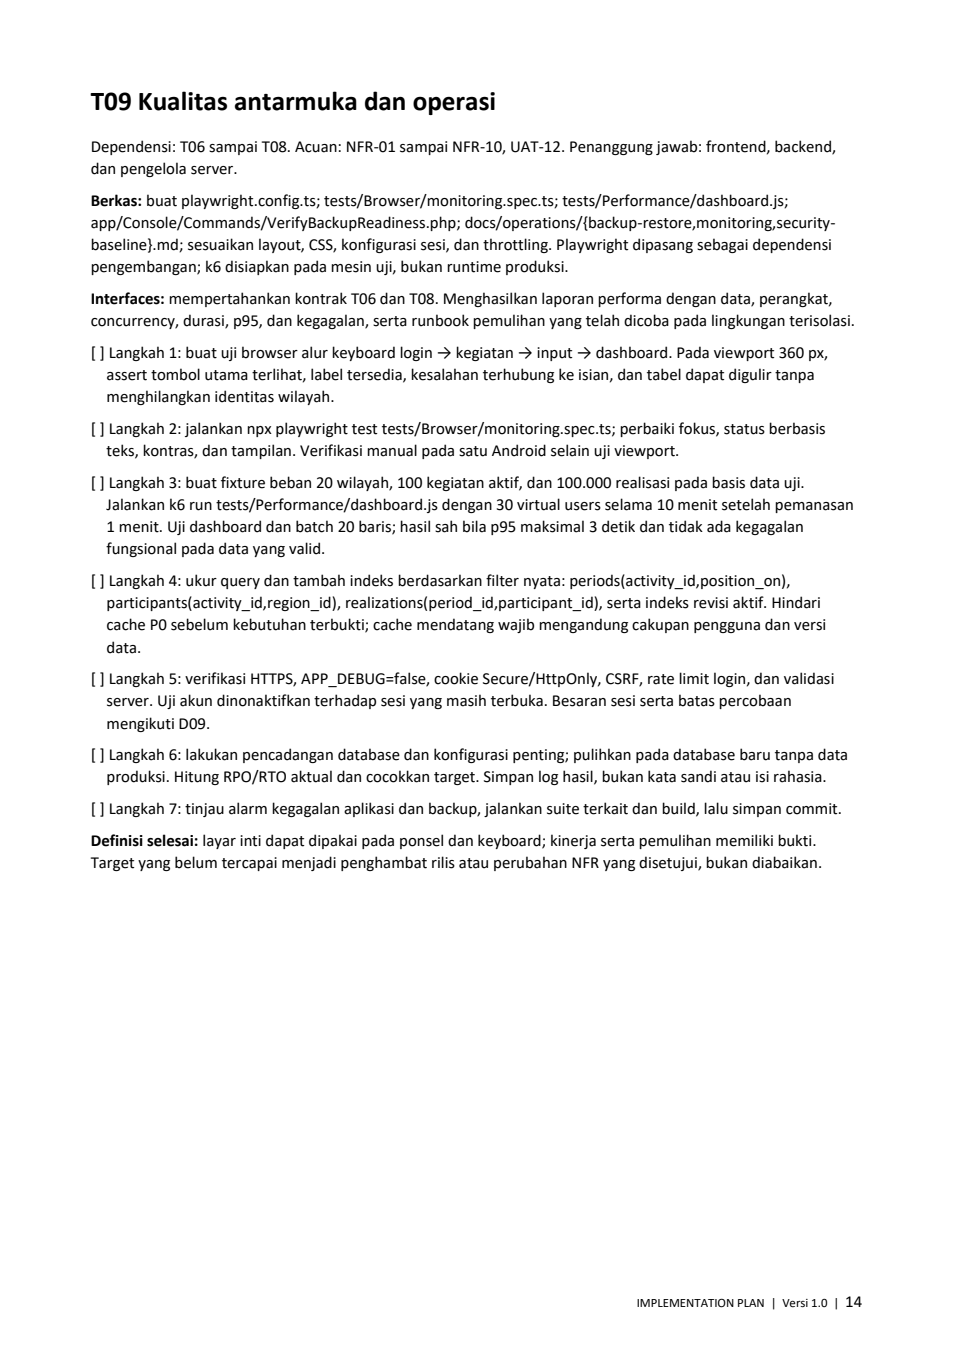 T09 Kualitas antarmuka dan operasi
Dependensi: T06 sampai T08. Acuan: NFR-01 sampai NFR-10, UAT-12. Penanggung jawab: frontend, backend,
dan pengelola server.
Berkas: buat playwright.config.ts; tests/Browser/monitoring.spec.ts; tests/Performance/dashboard.js;
app/Console/Commands/VerifyBackupReadiness.php; docs/operations/{backup-restore,monitoring,security-
baseline}.md; sesuaikan layout, CSS, konfigurasi sesi, dan throttling. Playwright dipasang sebagai dependensi
pengembangan; k6 disiapkan pada mesin uji, bukan runtime produksi.
Interfaces: mempertahankan kontrak T06 dan T08. Menghasilkan laporan performa dengan data, perangkat,
concurrency, durasi, p95, dan kegagalan, serta runbook pemulihan yang telah dicoba pada lingkungan terisolasi.
[ ] Langkah 1: buat uji browser alur keyboard login → kegiatan → input → dashboard. Pada viewport 360 px,
assert tombol utama terlihat, label tersedia, kesalahan terhubung ke isian, dan tabel dapat digulir tanpa
menghilangkan identitas wilayah.
[ ] Langkah 2: jalankan npx playwright test tests/Browser/monitoring.spec.ts; perbaiki fokus, status berbasis
teks, kontras, dan tampilan. Verifikasi manual pada satu Android selain uji viewport.
[ ] Langkah 3: buat fixture beban 20 wilayah, 100 kegiatan aktif, dan 100.000 realisasi pada basis data uji.
Jalankan k6 run tests/Performance/dashboard.js dengan 30 virtual users selama 10 menit setelah pemanasan
1 menit. Uji dashboard dan batch 20 baris; hasil sah bila p95 maksimal 3 detik dan tidak ada kegagalan
fungsional pada data yang valid.
[ ] Langkah 4: ukur query dan tambah indeks berdasarkan filter nyata: periods(activity_id,position_on),
participants(activity_id,region_id), realizations(period_id,participant_id), serta indeks revisi aktif. Hindari
cache P0 sebelum kebutuhan terbukti; cache mendatang wajib mengandung cakupan pengguna dan versi
data.
[ ] Langkah 5: verifikasi HTTPS, APP_DEBUG=false, cookie Secure/HttpOnly, CSRF, rate limit login, dan validasi
server. Uji akun dinonaktifkan terhadap sesi yang masih terbuka. Besaran sesi serta batas percobaan
mengikuti D09.
[ ] Langkah 6: lakukan pencadangan database dan konfigurasi penting; pulihkan pada database baru tanpa data
produksi. Hitung RPO/RTO aktual dan cocokkan target. Simpan log hasil, bukan kata sandi atau isi rahasia.
[ ] Langkah 7: tinjau alarm kegagalan aplikasi dan backup, jalankan suite terkait dan build, lalu simpan commit.
Definisi selesai: layar inti dapat dipakai pada ponsel dan keyboard; kinerja serta pemulihan memiliki bukti.
Target yang belum tercapai menjadi penghambat rilis atau perubahan NFR yang disetujui, bukan diabaikan.
IMPLEMENTATION PLAN | Versi 1.0 | 14